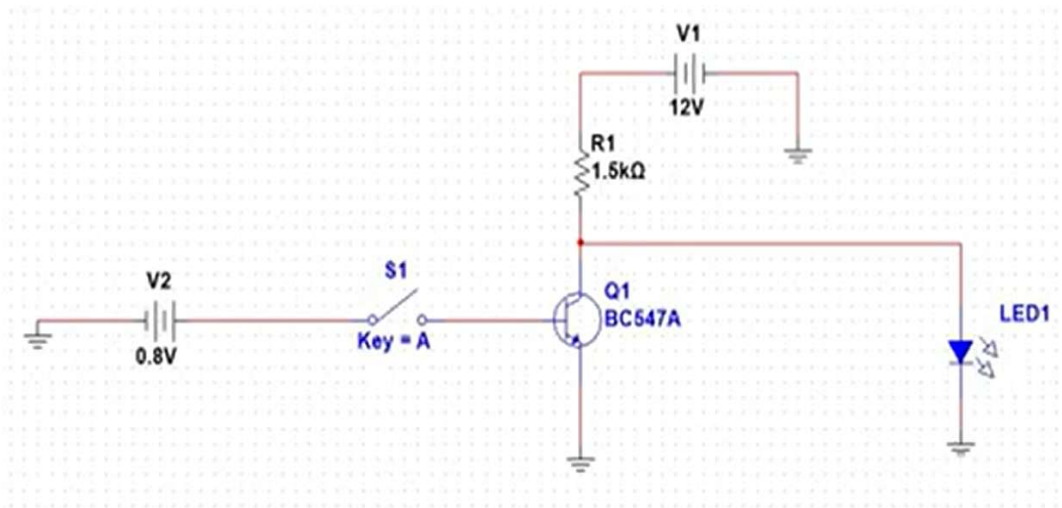 V1
12V
R1
1.5kΩ
V2
0.8V
S1
Key = A
Q1
BC547A
LED1